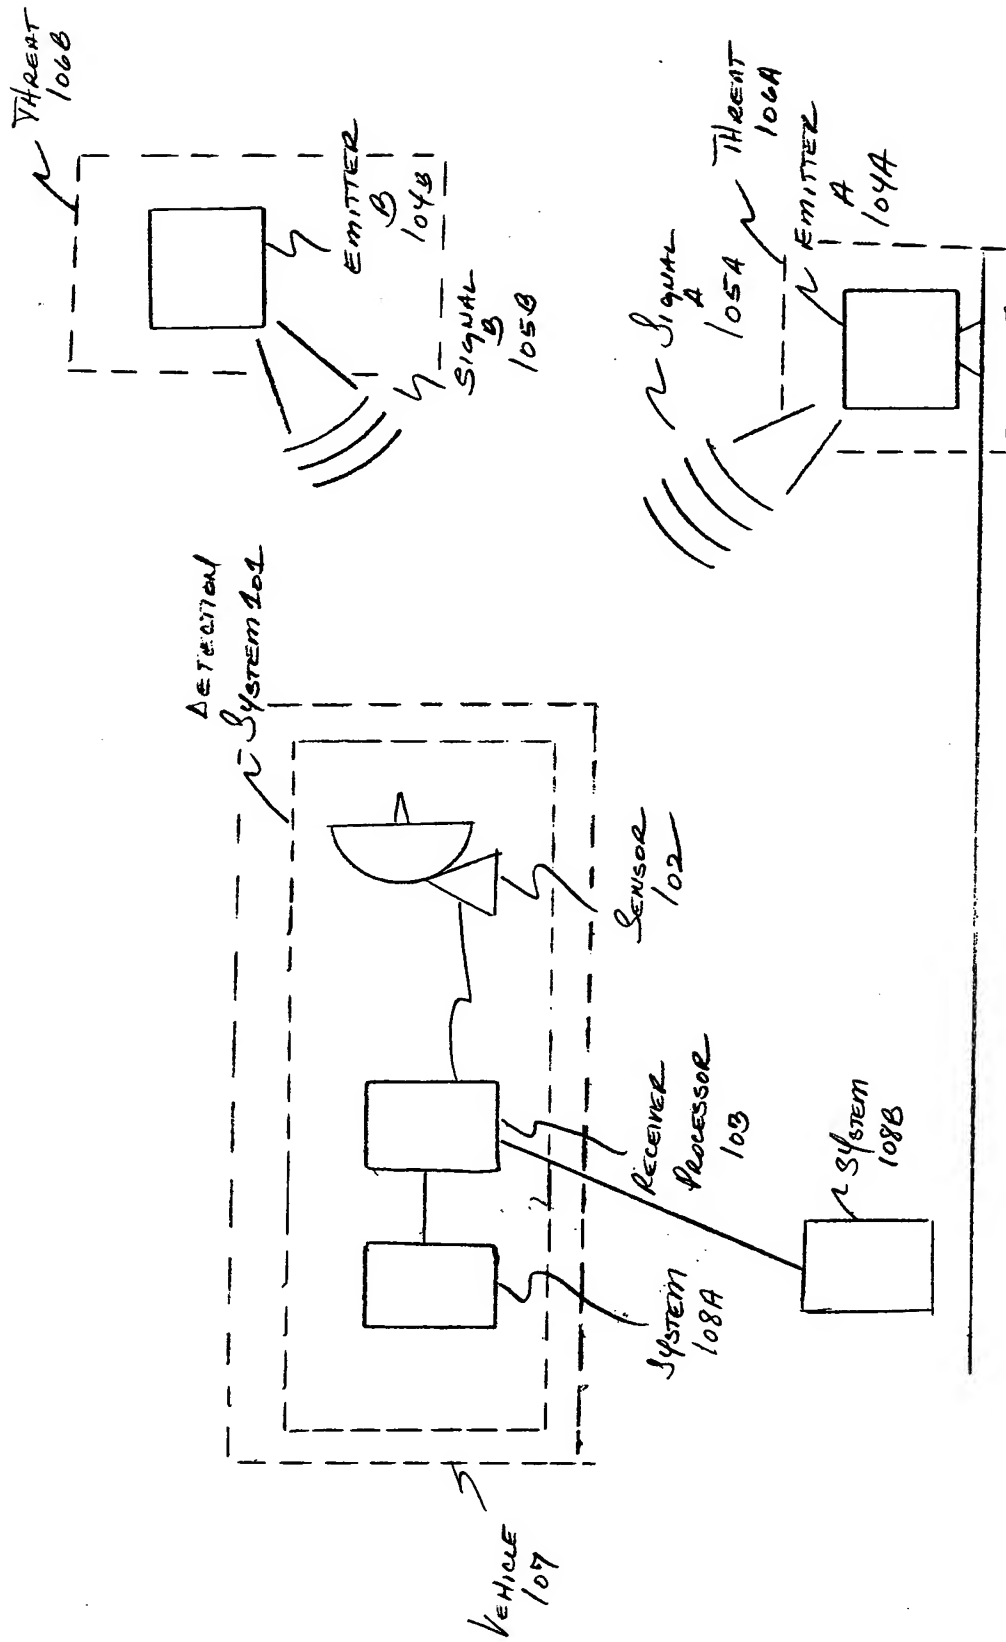 THREAT
106B
EMITTER
B
104B
SIGNAL
B
105B
DETECTION
SYSTEM 101
THREAT
106A
SIGNAL
A
105A
EMITTER
A
104A
SENSOR
102
RECEIVER
PROCESSOR
103
SYSTEM
108A
SYSTEM
108B
VEHICLE
107